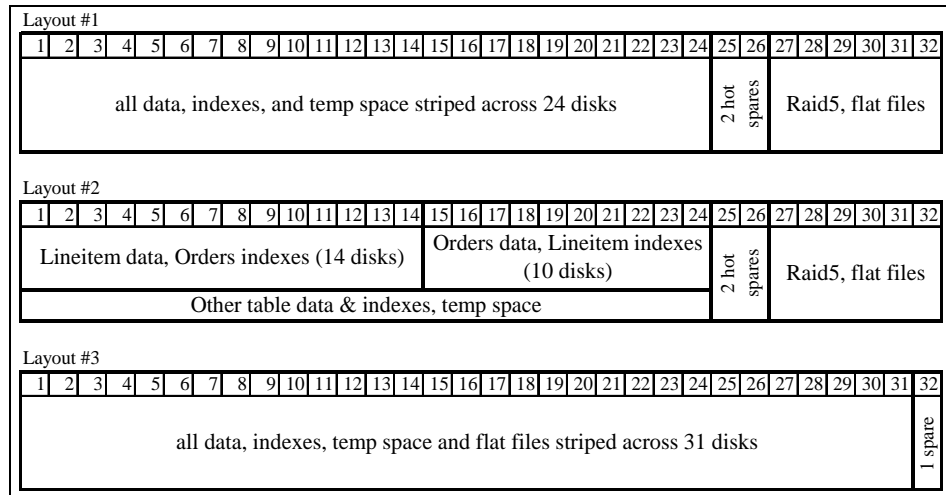 Layout #1
1 2 3 4 5 6 7 8 9 10 11 12 13 14 15 16 17 18 19 20 21 22 23 24 25 26 27 28 29 30 31 32
all data, indexes, and temp space striped across 24 disks
2 hot
spares
Raid5, flat files
Layout #2
1 2 3 4 5 6 7 8 9 10 11 12 13 14 15 16 17 18 19 20 21 22 23 24 25 26 27 28 29 30 31 32
Lineitem data, Orders indexes (14 disks)
Orders data, Lineitem indexes
(10 disks)
2 hot
spares
Raid5, flat files
Other table data & indexes, temp space
Layout #3
1 2 3 4 5 6 7 8 9 10 11 12 13 14 15 16 17 18 19 20 21 22 23 24 25 26 27 28 29 30 31 32
all data, indexes, temp space and flat files striped across 31 disks
1 spare